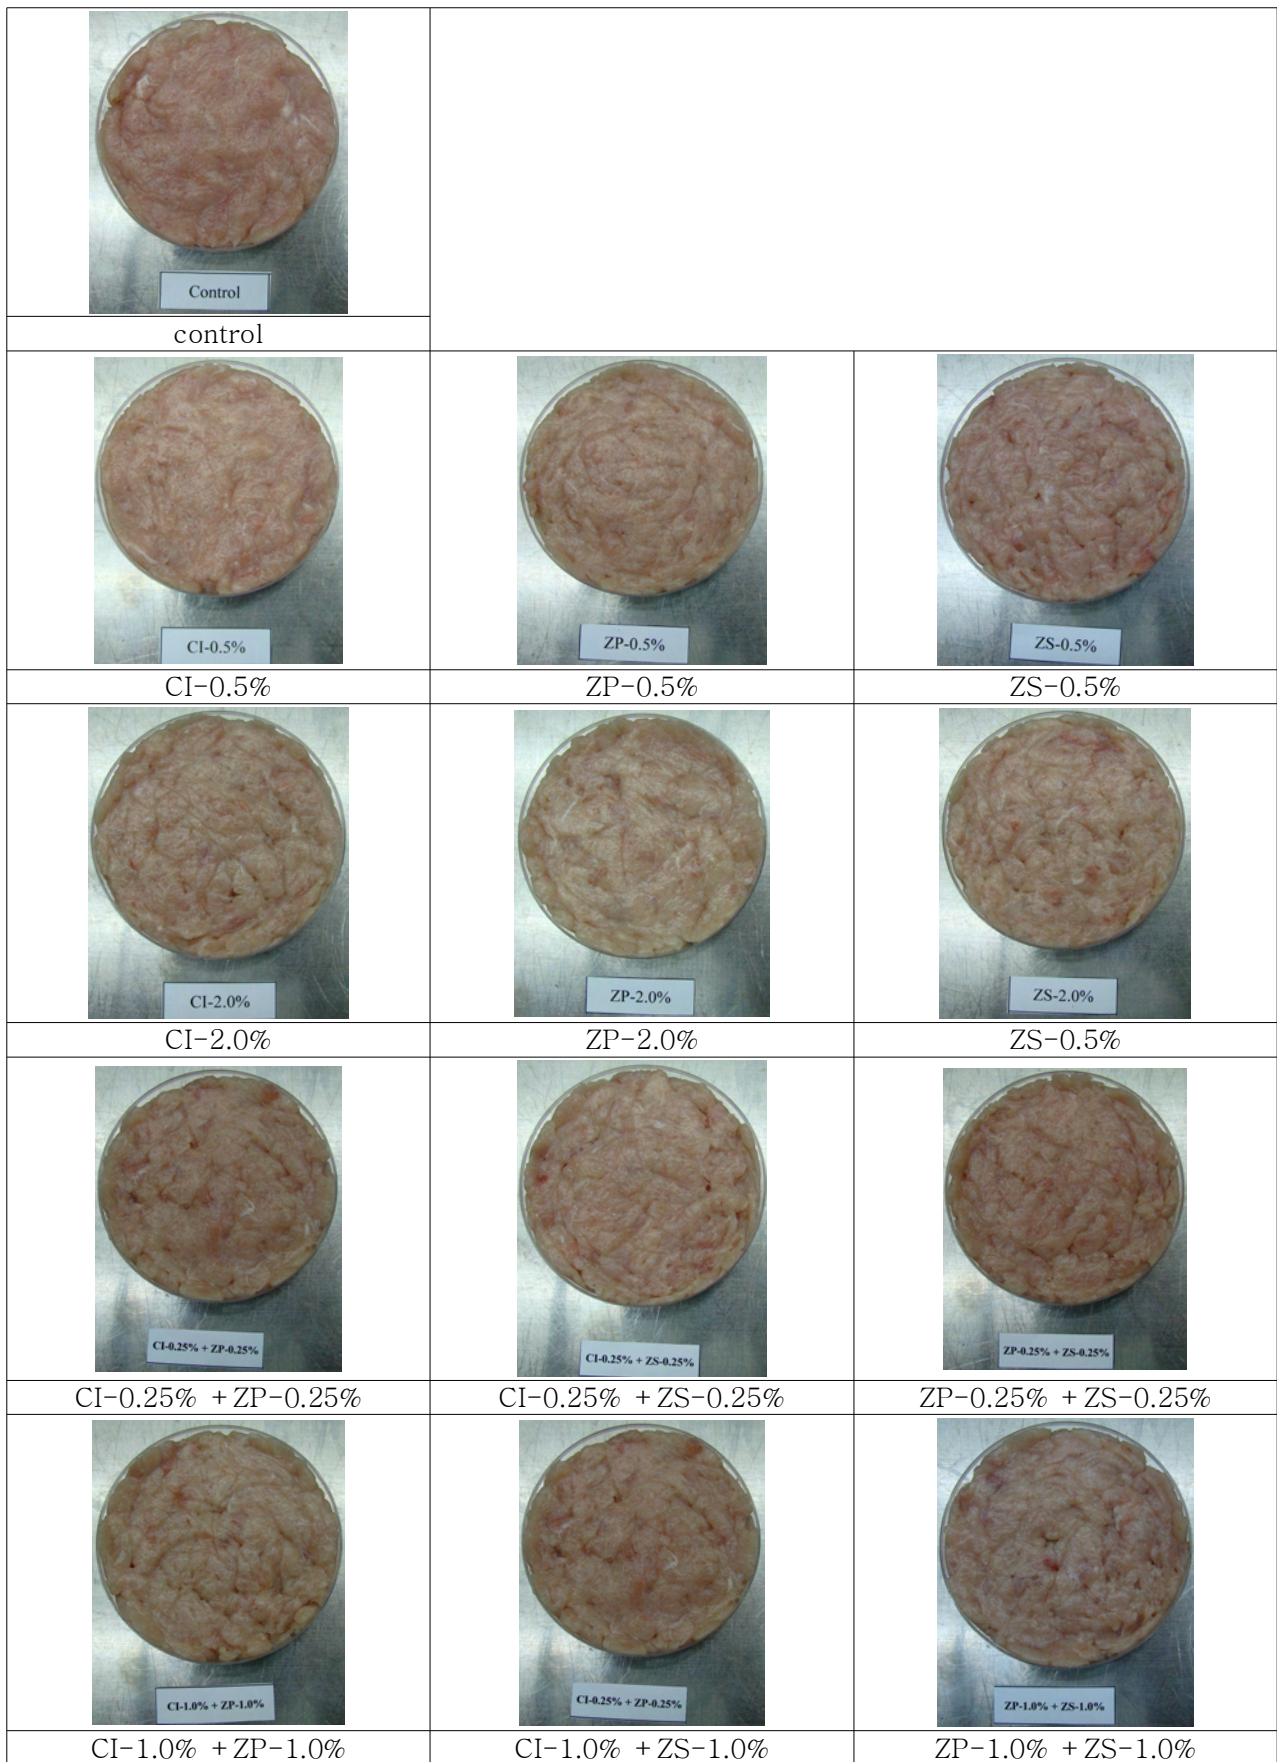 Control
control
CI-0.5%
ZP-0.5%
ZS-0.5%
CI-0.5%
ZP-0.5%
ZS-0.5%
CI-2.0%
ZP-2.0%
ZS-2.0%
CI-2.0%
ZP-2.0%
ZS-0.5%
CI-0.25% + ZP-0.25%
CI-0.25% + ZS-0.25%
ZP-0.25% + ZS-0.25%
CI-0.25% + ZP-0.25%
CI-0.25% + ZS-0.25%
ZP-0.25% + ZS-0.25%
CI-1.0% + ZP-1.0%
CI-0.25% + ZP-0.25%
ZP-1.0% + ZS-1.0%
CI-1.0% + ZP-1.0%
CI-1.0% + ZS-1.0%
ZP-1.0% + ZS-1.0%